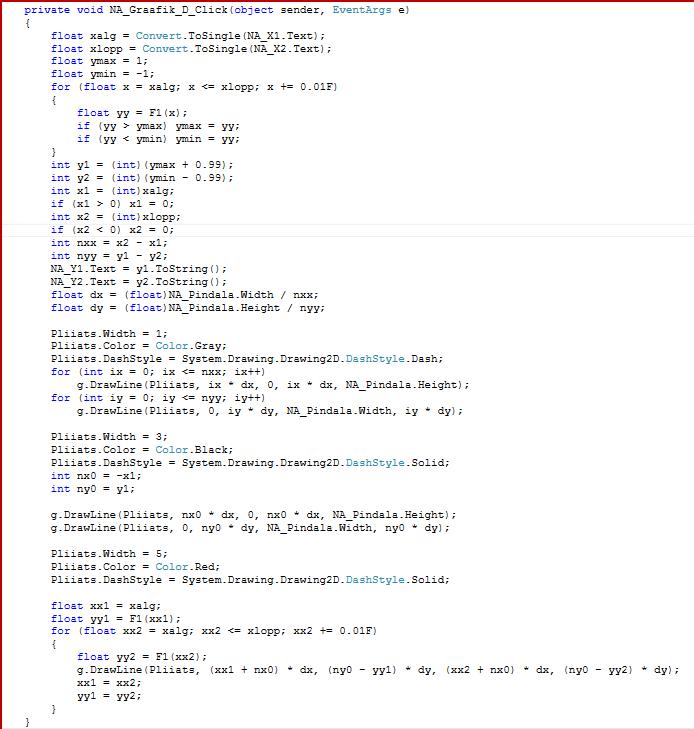 private void NA_Graafik_D_Click(object sender, EventArgs e)
{
float xalg = Convert.ToSingle(NA_X1.Text);
float xlopp = Convert.ToSingle(NA_X2.Text);
float ymax = 1;
float ymin = -1;
for (float x = xalg; x <= xlopp; x += 0.01F)
{
float yy = F1(x);
if (yy > ymax) ymax = yy;
if (yy < ymin) ymin = yy;
}
int y1 = (int)(ymax + 0.99);
int y2 = (int)(ymin - 0.99);
int x1 = (int)xalg;
if (x1 > 0) x1 = 0;
int x2 = (int)xlopp;
if (x2 < 0) x2 = 0;
int nxx = x2 - x1;
int nyy = y1 - y2;
NA_Y1.Text = y1.ToString();
NA_Y2.Text = y2.ToString();
float dx = (float)NA_Pindala.Width / nxx;
float dy = (float)NA_Pindala.Height / nyy;
Pliiats.Width = 1;
Pliiats.Color = Color.Gray;
Pliiats.DashStyle = System.Drawing.Drawing2D.DashStyle.Dash;
for (int ix = 0; ix <= nxx; ix++)
g.DrawLine(Pliiats, ix * dx, 0, ix * dx, NA_Pindala.Height);
for (int iy = 0; iy <= nyy; iy++)
g.DrawLine(Pliiats, 0, iy * dy, NA_Pindala.Width, iy * dy);
Pliiats.Width = 3;
Pliiats.Color = Color.Black;
Pliiats.DashStyle = System.Drawing.Drawing2D.DashStyle.Solid;
int nx0 = -x1;
int ny0 = y1;
g.DrawLine(Pliiats, nx0 * dx, 0, nx0 * dx, NA_Pindala.Height);
g.DrawLine(Pliiats, 0, ny0 * dy, NA_Pindala.Width, ny0 * dy);
Pliiats.Width = 5;
Pliiats.Color = Color.Red;
Pliiats.DashStyle = System.Drawing.Drawing2D.DashStyle.Solid;
float xx1 = xalg;
float yy1 = F1(xx1);
for (float xx2 = xalg; xx2 <= xlopp; xx2 += 0.01F)
{
float yy2 = F1(xx2);
g.DrawLine(Pliiats, (xx1 + nx0) * dx, (ny0 - yy1) * dy, (xx2 + nx0) * dx, (ny0 - yy2) * dy);
xx1 = xx2;
yy1 = yy2;
}
}